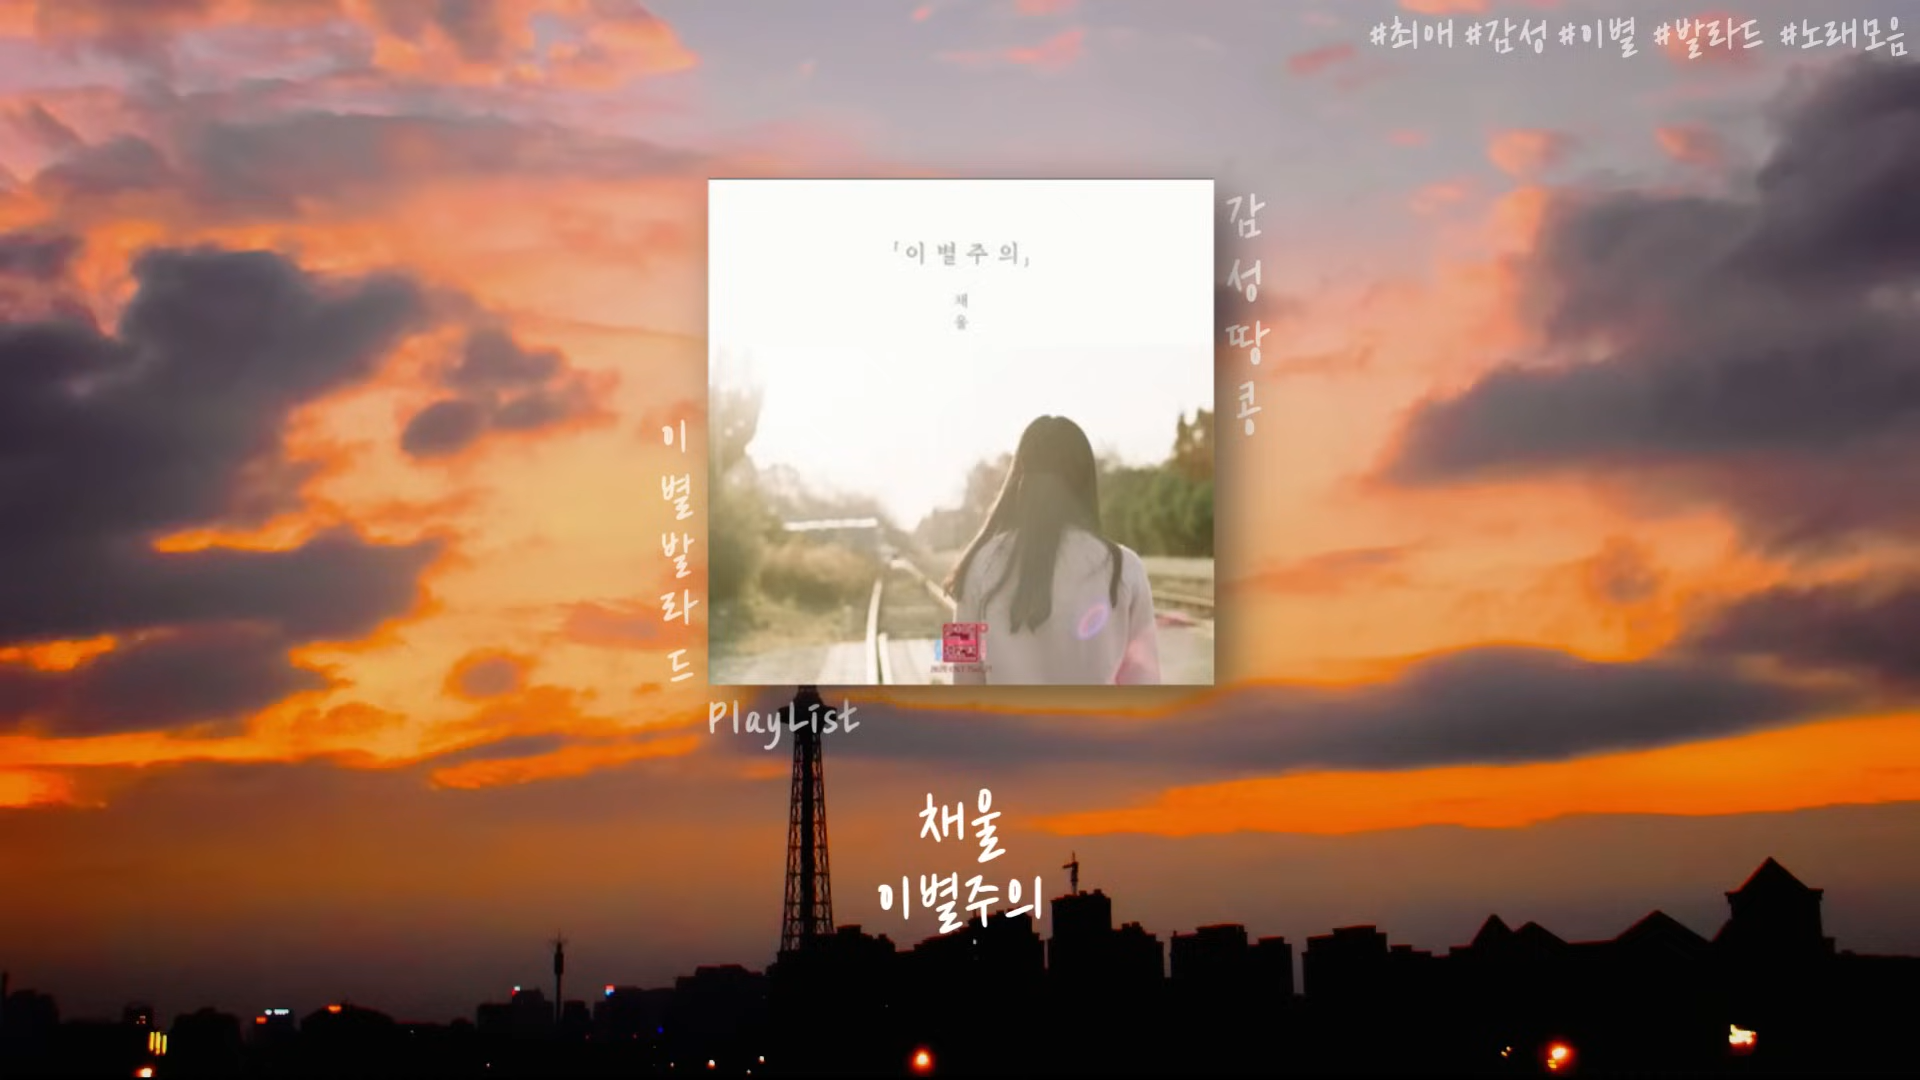 #최애 #감성 #이별 #발라드 #노래모음
「이별주의」
채울
감성땅콩
이별발라드
PlayList
채울
이별주의